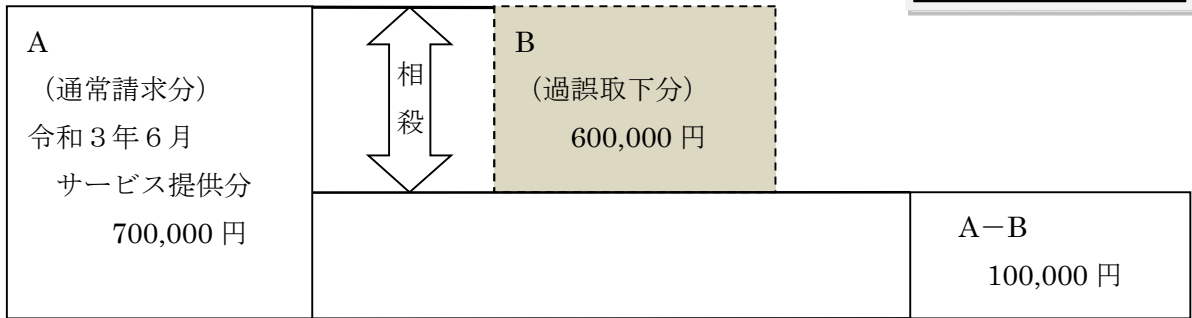 A
（通常請求分）
令和３年６月
サービス提供分
700,000 円
相
殺
B
（過誤取下分）
600,000 円
A－B
100,000 円